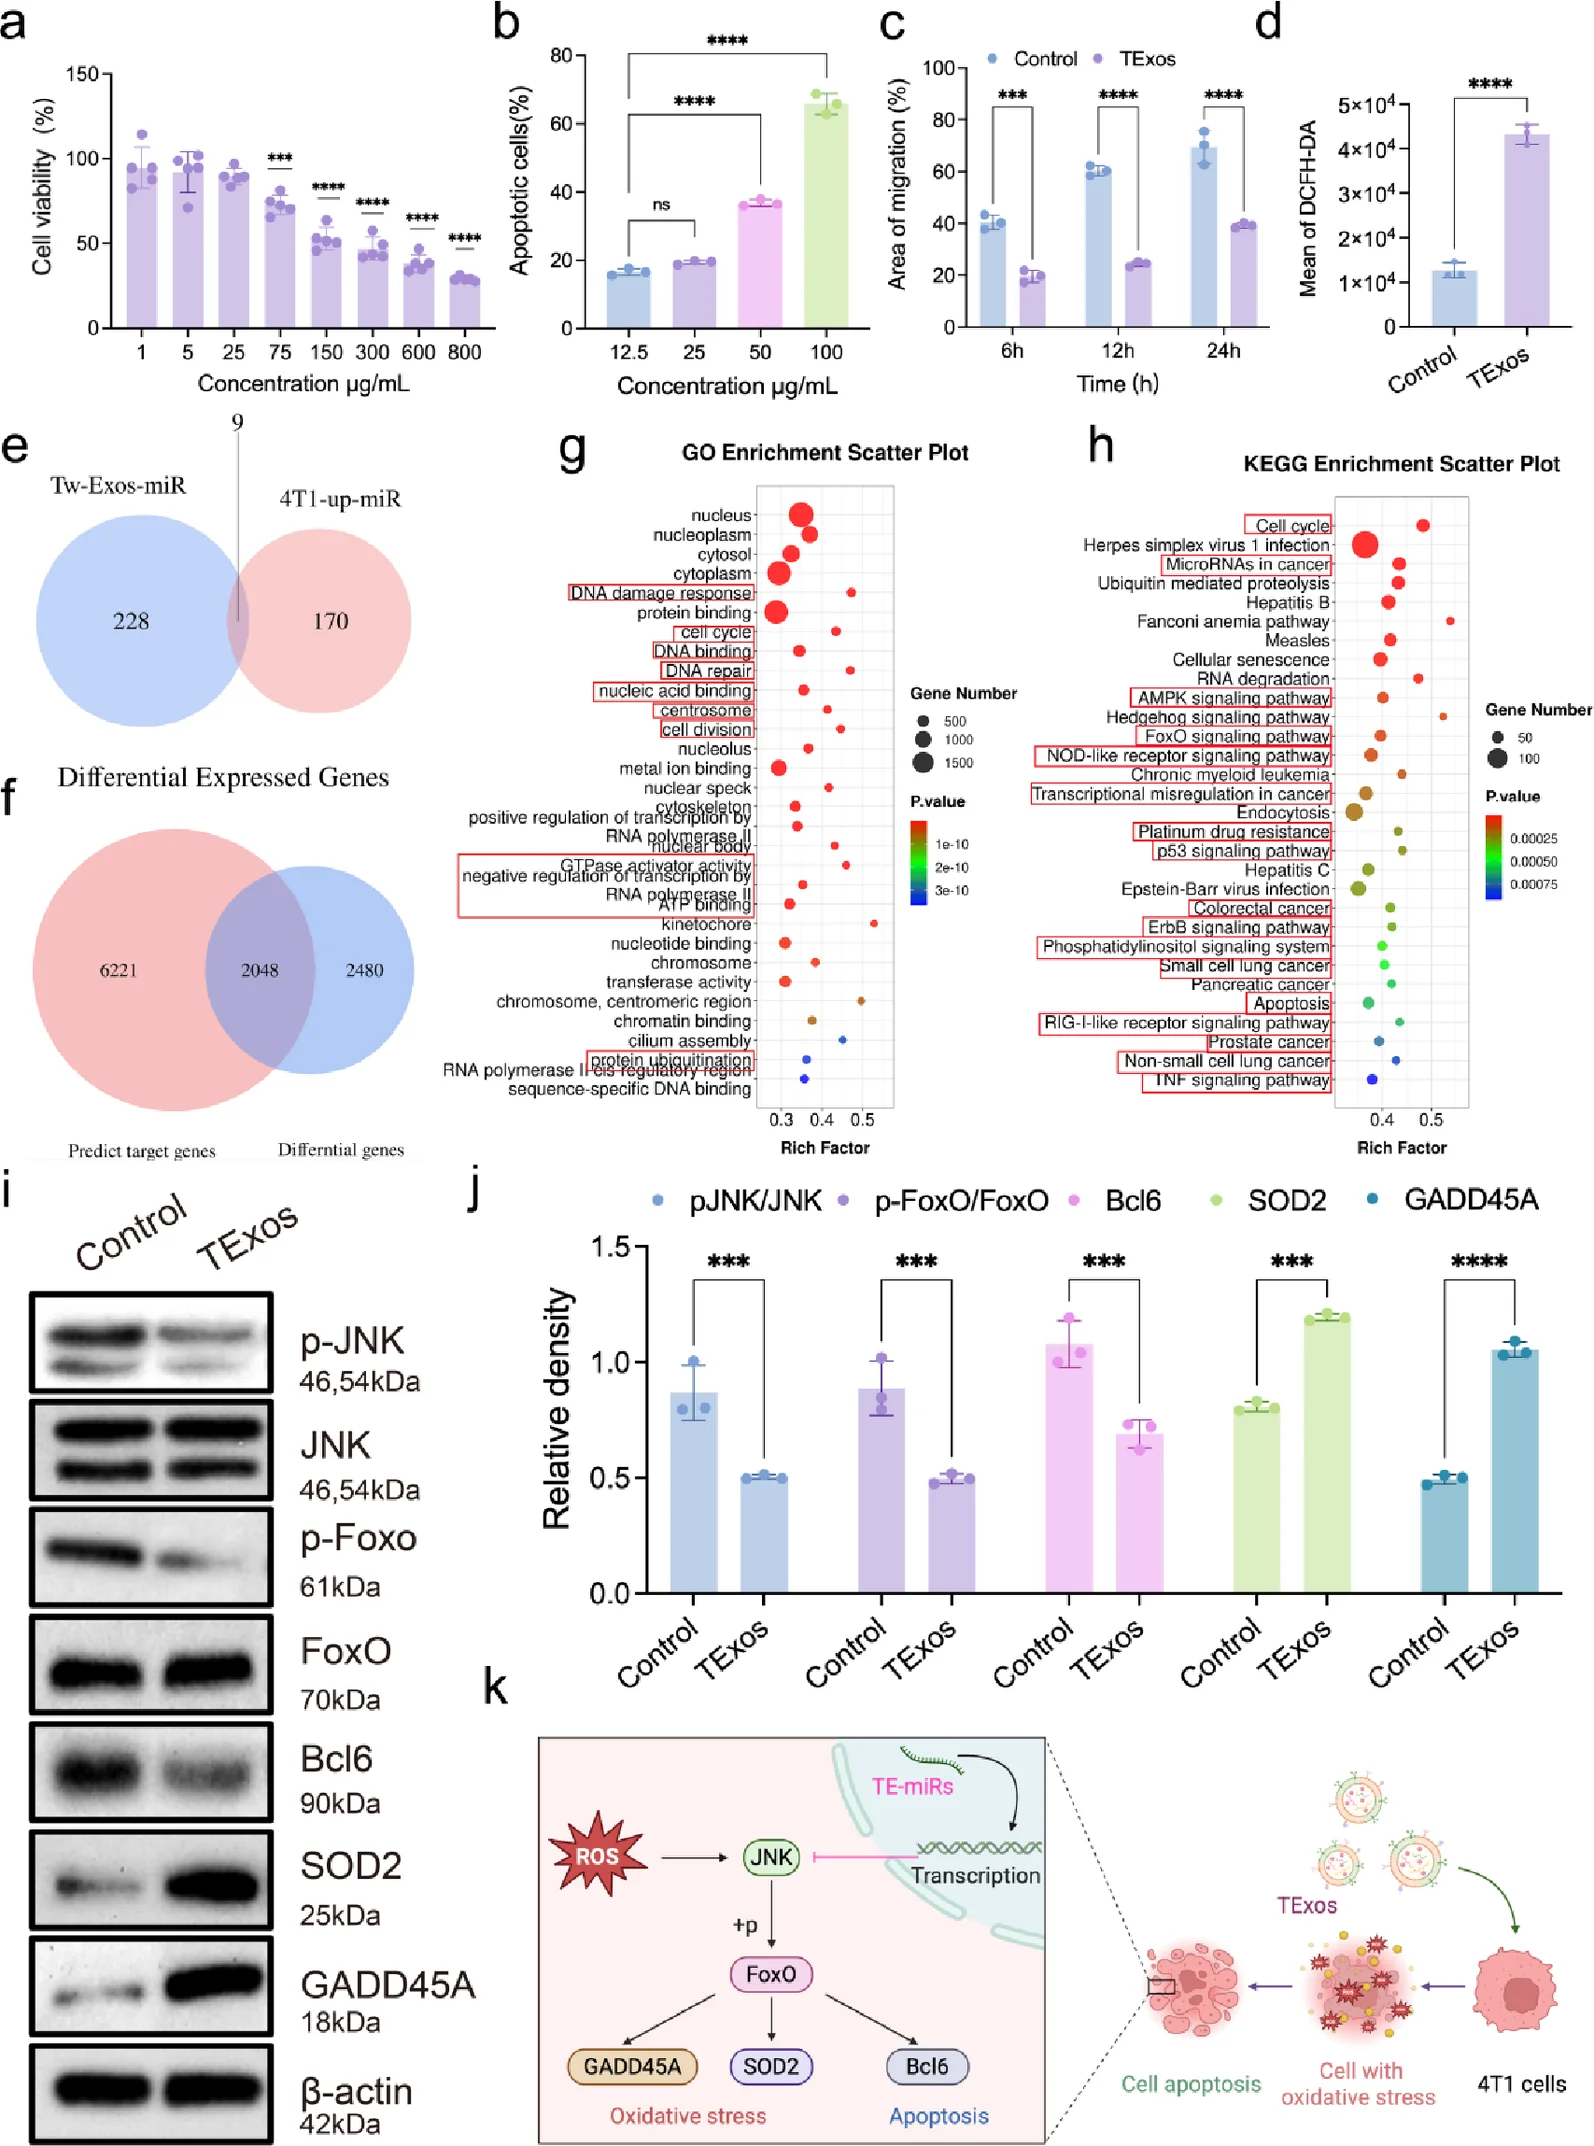 a
Cell viability (%)
150
100
50
0
***
****
****
****
****
1 5 25 75 150 300 600 800
Concentration µg/mL
b
Apoptotic cells(%)
80
60
40
20
0
****
****
ns
12.5 25 50 100
Concentration µg/mL
c
Control TExos
Area of migration (%)
100
80
60
40
20
0
*** **** ****
6h 12h 24h
Time (h)
d
Mean of DCFH-DA
5×10⁴
4×10⁴
3×10⁴
2×10⁴
1×10⁴
0
****
Control TExos
e
9
Tw-Exos-miR
4T1-up-miR
228 170
f
Differential Expressed Genes
6221 2048 2480
Predict target genes Differntial genes
g
GO Enrichment Scatter Plot
nucleus
nucleoplasm
cytosol
cytoplasm
DNA damage response
protein binding
cell cycle
DNA binding
DNA repair
nucleic acid binding
centrosome
cell division
nucleolus
metal ion binding
nuclear speck
cytoskeleton
positive regulation of transcription by
RNA polymerase II
nuclear body
GTPase activator activity
negative regulation of transcription by
RNA polymerase II
ATP binding
kinetochore
nucleotide binding
chromosome
transferase activity
chromosome, centromeric region
chromatin binding
cilium assembly
protein ubiquitination
RNA polymerase II cis-regulatory region
sequence-specific DNA binding
0.3 0.4 0.5
Rich Factor
Gene Number
500
1000
1500
P.value
1e-10
2e-10
3e-10
h
KEGG Enrichment Scatter Plot
Cell cycle
Herpes simplex virus 1 infection
MicroRNAs in cancer
Ubiquitin mediated proteolysis
Hepatitis B
Fanconi anemia pathway
Measles
Cellular senescence
RNA degradation
AMPK signaling pathway
Hedgehog signaling pathway
FoxO signaling pathway
NOD-like receptor signaling pathway
Chronic myeloid leukemia
Transcriptional misregulation in cancer
Endocytosis
Platinum drug resistance
p53 signaling pathway
Hepatitis C
Epstein-Barr virus infection
Colorectal cancer
ErbB signaling pathway
Phosphatidylinositol signaling system
Small cell lung cancer
Pancreatic cancer
Apoptosis
RIG-I-like receptor signaling pathway
Prostate cancer
Non-small cell lung cancer
TNF signaling pathway
0.4 0.5
Rich Factor
Gene Number
50
100
P.value
0.00025
0.00050
0.00075
i
Control TExos
p-JNK
46,54kDa
JNK
46,54kDa
p-Foxo
61kDa
FoxO
70kDa
Bcl6
90kDa
SOD2
25kDa
GADD45A
18kDa
β-actin
42kDa
j
pJNK/JNK p-FoxO/FoxO Bcl6 SOD2 GADD45A
Relative density
1.5
1.0
0.5
0.0
*** *** *** *** ****
Control TExos Control TExos Control TExos Control TExos Control TExos
k
TE-miRs
ROS
JNK
Transcription
+p
FoxO
GADD45A SOD2 Bcl6
Oxidative stress Apoptosis
TExos
Cell apoptosis
Cell with
oxidative stress
4T1 cells